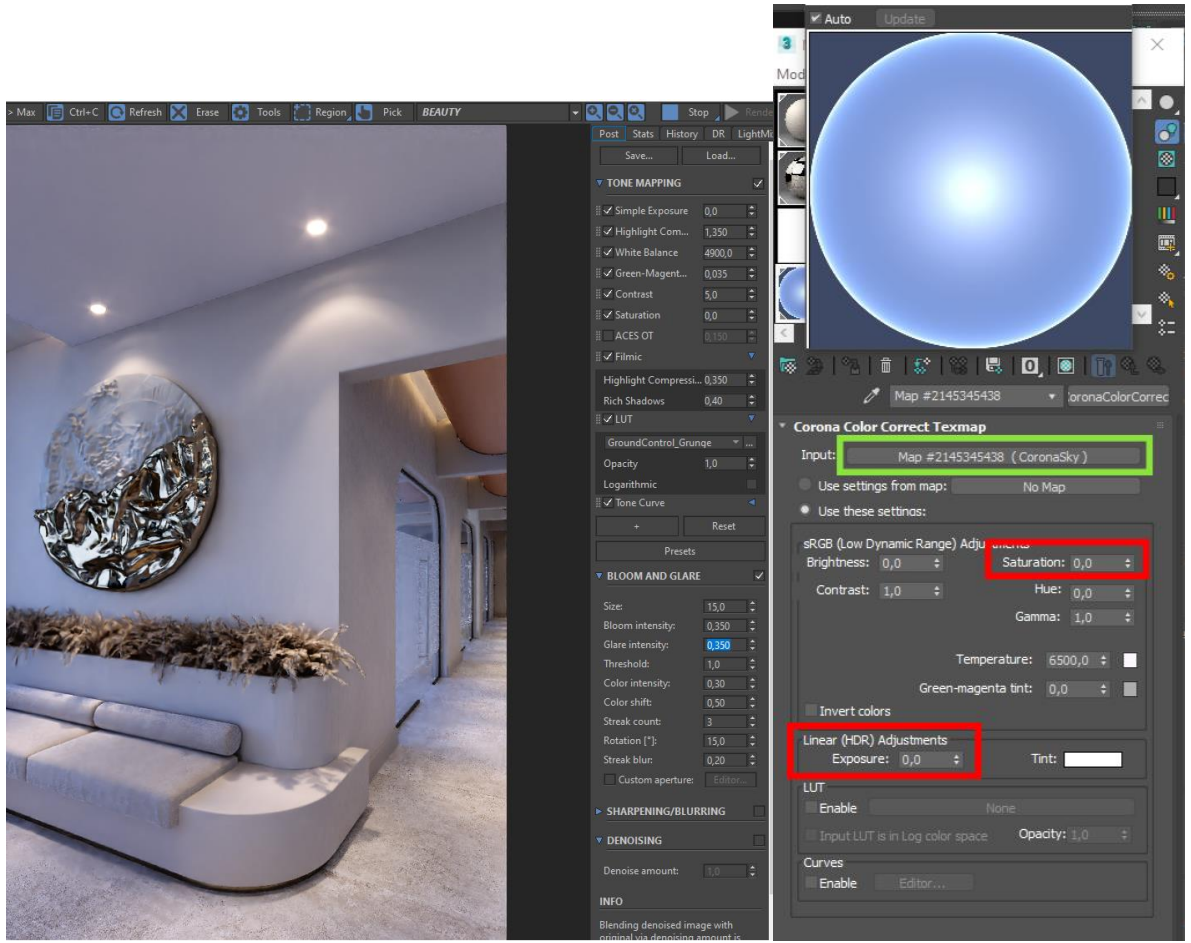 > Max Ctrl+C Refresh Erase Tools Region Pick BEAUTY Stop
Post Stats History DR
Save... Load...
TONE MAPPING
Simple Exposure 0,0
Highlight Com... 1,350
White Balance 4900,0
Green-Magent... 0,035
Contrast 5,0
Saturation 0,0
ACES OT 0,150
Filmic
Highlight Compressi... 0,350
Rich Shadows 0,40
LUT
GroundControl_Grunge ...
Opacity 1,0
Logarithmic
Tone Curve
+ Reset
Presets
BLOOM AND GLARE
Size: 15,0
Bloom intensity: 0,350
Glare intensity: 0,350
Threshold: 1,0
Color intensity: 0,30
Color shift: 0,50
Streak count: 3
Rotation [°]: 15,0
Streak blur: 0,20
Custom aperture: Editor...
SHARPENING/BLURRING
DENOISING
Denoise amount: 1,0
INFO
Blending denoised image with
original via denoising amount is
Auto Update
3
Mod
0
Map #2145345438 CoronaColorCorrec
Corona Color Correct Texmap
Input: Map #2145345438 ( CoronaSky )
Use settings from map: No Map
Use these settings:
sRGB (Low Dynamic Range) Adjustments
Brightness: 0,0 Saturation: 0,0
Contrast: 1,0 Hue: 0,0
Gamma: 1,0
Temperature: 6500,0
Green-magenta tint: 0,0
Invert colors
Linear (HDR) Adjustments
Exposure: 0,0 Tint:
LUT
Enable None
Input LUT is in Log color space Opacity: 1,0
Curves
Enable Editor...